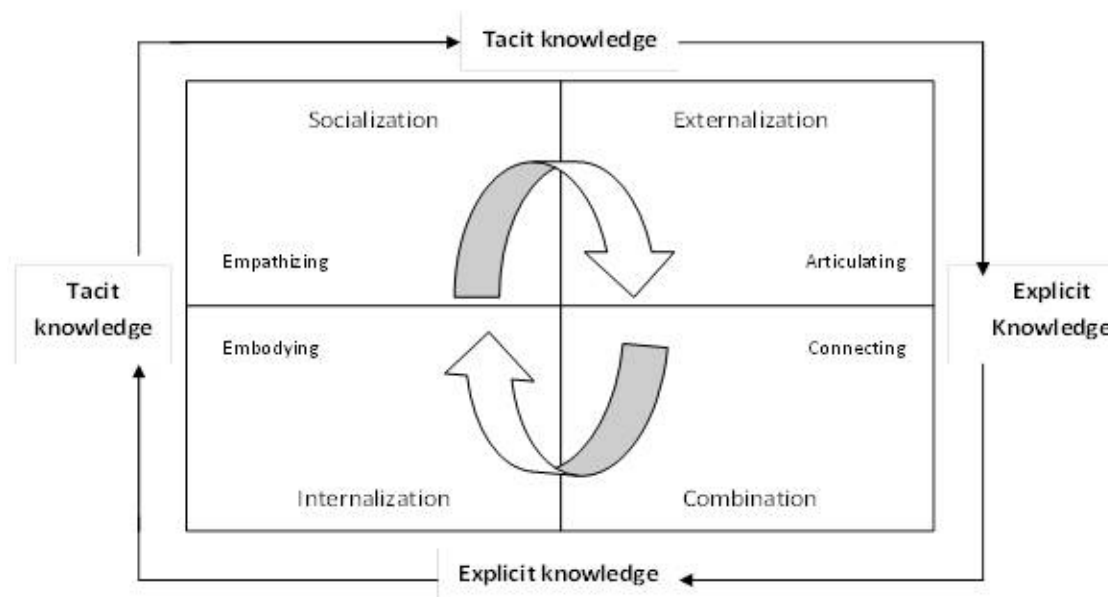 Tacit knowledge
Socialization
Externalization
Empathizing
Articulating
Tacit
knowledge
Explicit
Knowledge
Embodying
Connecting
Internalization
Combination
Explicit knowledge